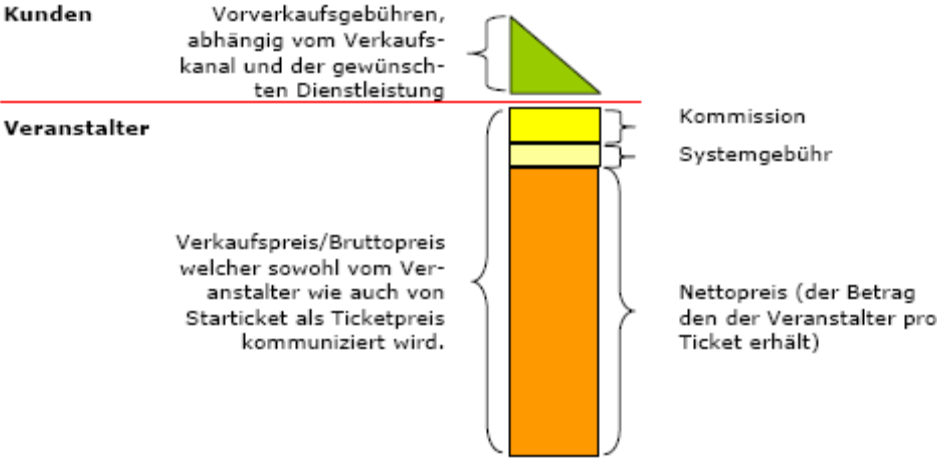 Kunden
Vorverkaufsgebühren,
abhängig vom Verkaufs-
kanal und der gewünsch-
ten Dienstleistung
Veranstalter
Kommission
Systemgebühr
Verkaufspreis/Bruttopreis
welcher sowohl vom Ver-
anstalter wie auch von
Starticket als Ticketpreis
kommuniziert wird.
Nettopreis (der Betrag
den der Veranstalter pro
Ticket erhält)